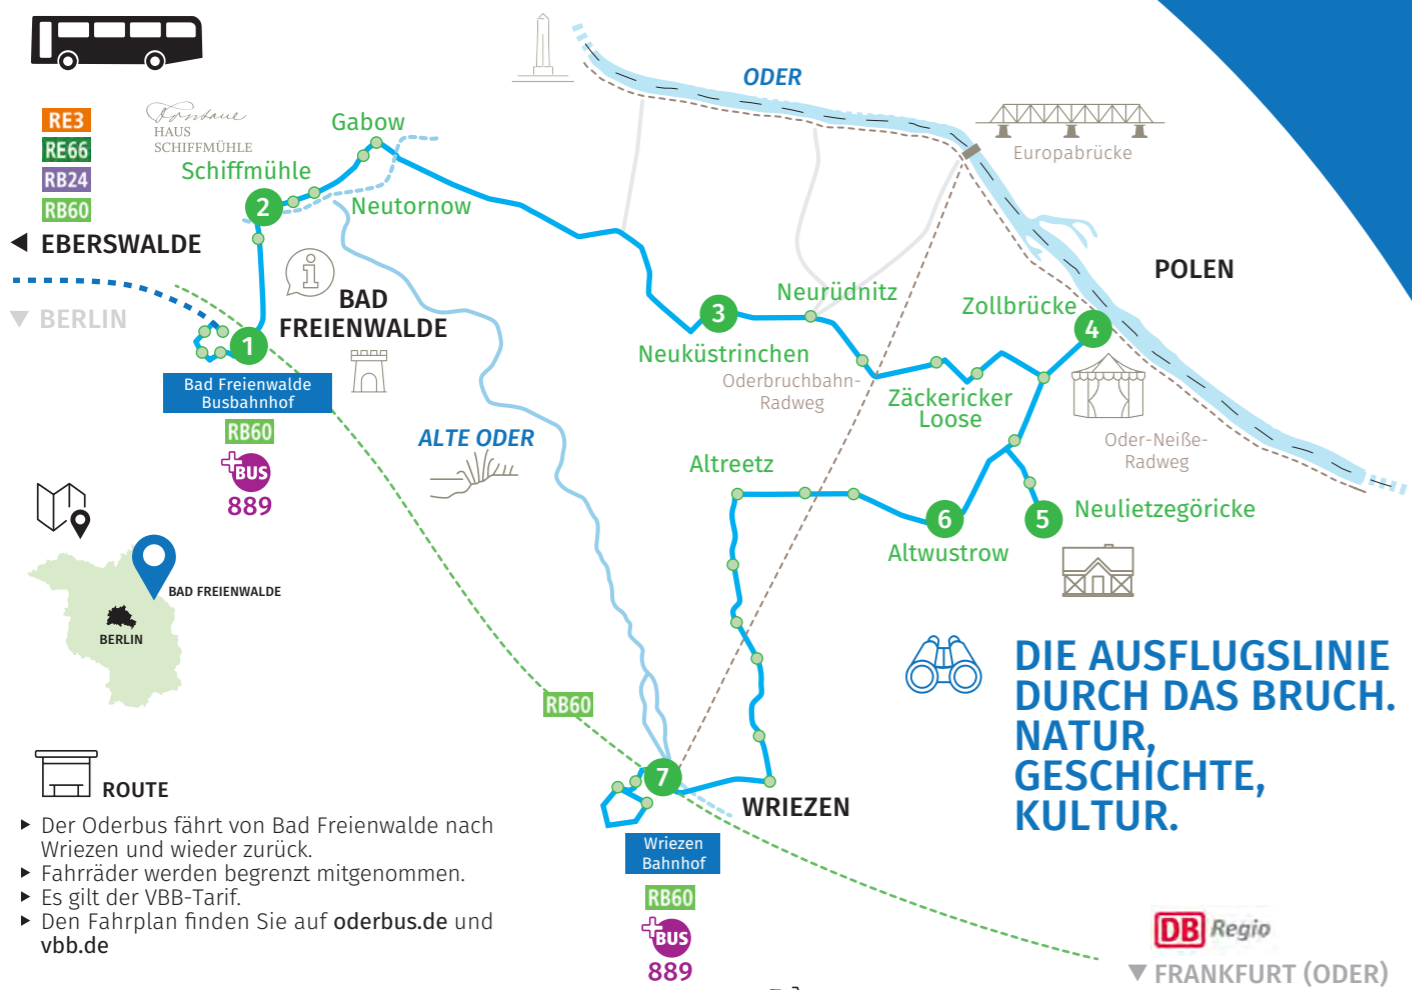 RE3
RE66
RB24
RB60
EBERSWALDE
BERLIN
Fontane
HAUS
SCHIFFMÜHLE
Schiffmühle
Gabow
Neutornow
ODER
Europabrücke
POLEN
2
1
BAD
FREIENWALDE
Bad Freienwalde
Busbahnhof
RB60
+BUS
889
ALTE ODER
3
Neuküstrinchen
Neurüdnitz
Oderbruchbahn-
Radweg
Zollbrücke
4
Zäckericker
Loose
Oder-Neiße-
Radweg
Altreetz
6
Altwustrow
5
Neulietzegöricke
BAD FREIENWALDE
BERLIN
RB60
7
WRIEZEN
Wriezen
Bahnhof
RB60
+BUS
889
DIE AUSFLUGSLINIE
DURCH DAS BRUCH.
NATUR,
GESCHICHTE,
KULTUR.
ROUTE
Der Oderbus fährt von Bad Freienwalde nach
Wriezen und wieder zurück.
Fahrräder werden begrenzt mitgenommen.
Es gilt der VBB-Tarif.
Den Fahrplan finden Sie auf oderbus.de und
vbb.de
DB Regio
FRANKFURT (ODER)